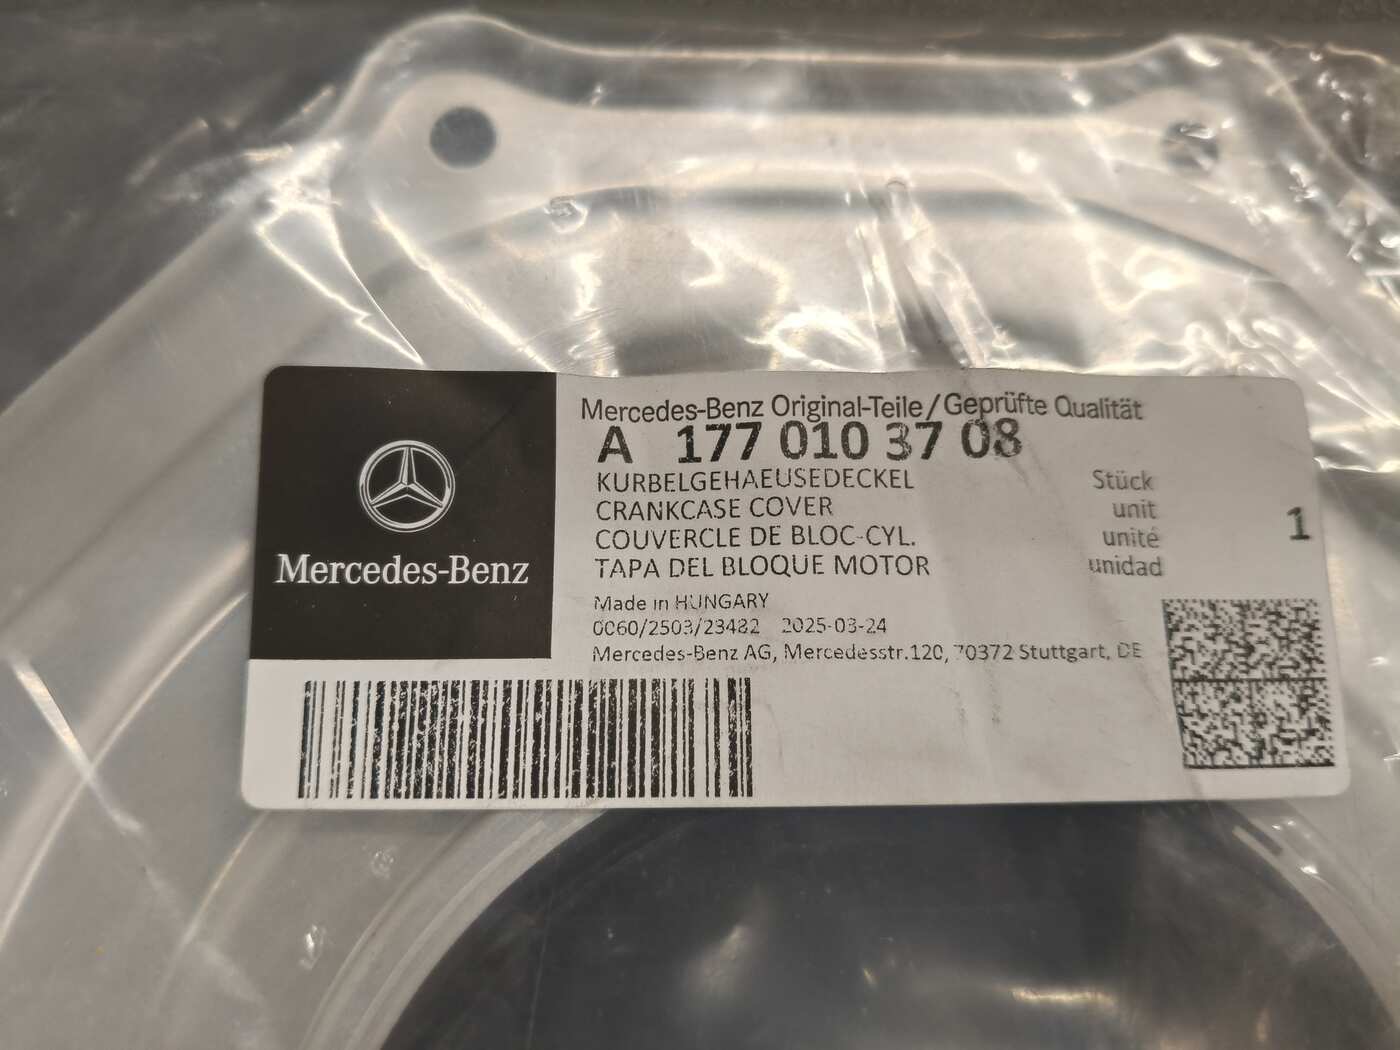 Mercedes-Benz Original-Teile/Geprüfte Qualität
A 177 010 37 08
KURBELGEHAEUSEDECKEL Stück
CRANKCASE COVER unit
COUVERCLE DE BLOC-CYL. unité
TAPA DEL BLOQUE MOTOR unidad
1
Made in HUNGARY
0060/2503/23482 2025-03-24
Mercedes-Benz AG, Mercedesstr.120, 70372 Stuttgart, DE
Mercedes-Benz